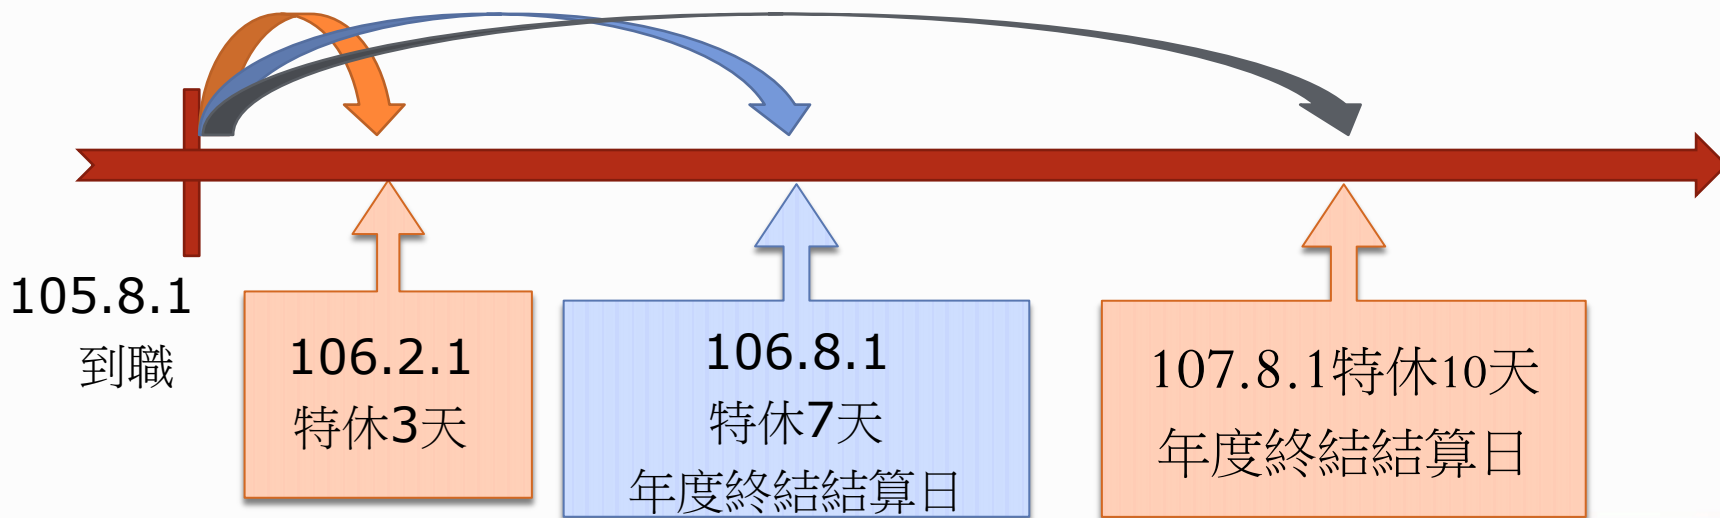 105.8.1
到職
106.2.1
特休3天
106.8.1
特休7天
年度終結結算日
107.8.1特休10天
年度終結結算日